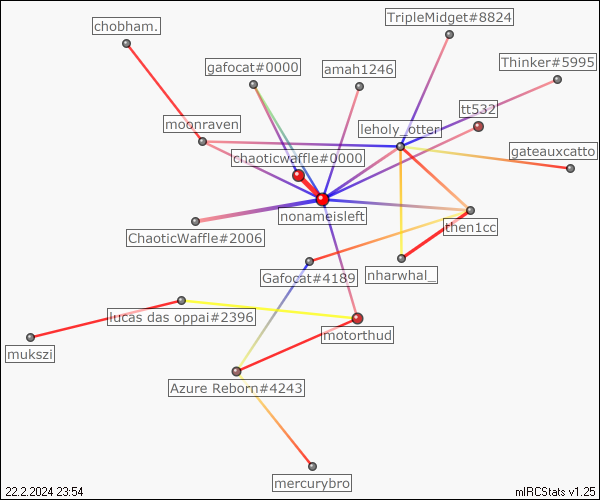 TripleMidget#8824
chobham.
Thinker#5995
gafocat#0000
amah1246
tt532
moonraven
leholy_otter
gateauxcatto
chaoticwaffle#0000
nonameisleft
then1cc
ChaoticWaffle#2006
Gafocat#4189
nharwhal_
lucas das oppai#2396
motorthud
mukszi
Azure Reborn#4243
mercurybro
22.2.2024 23:54
mIRCStats v1.25